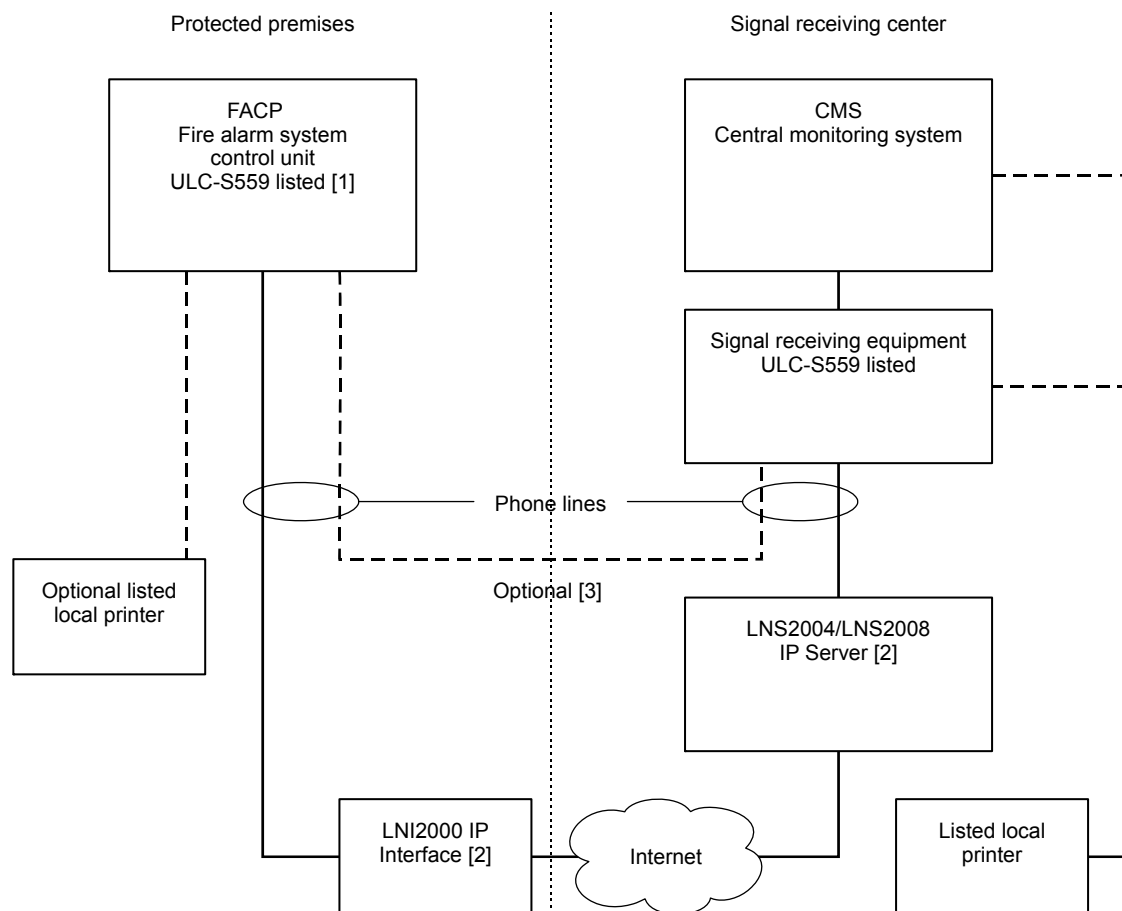 Protected premises
Signal receiving center
FACP
Fire alarm system
control unit
ULC-S559 listed [1]
CMS
Central monitoring system
Signal receiving equipment
ULC-S559 listed
Phone lines
Optional listed
local printer
Optional [3]
LNS2004/LNS2008
IP Server [2]
LNI2000 IP
Interface [2]
Internet
Listed local
printer